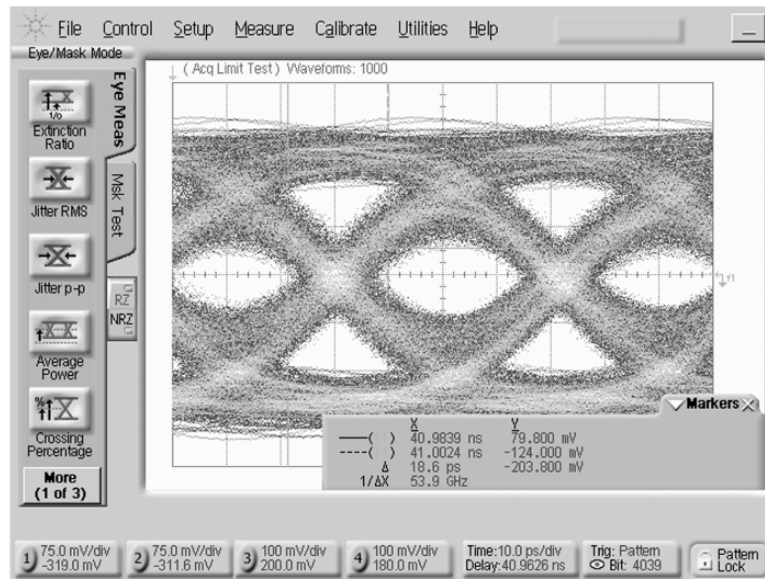 File Control Setup Measure Calibrate Utilities Help
Eye/Mask Mode
( Acq Limit Test ) Waveforms: 1000
Eye Meas
Msk Test
1/0
Extinction
Ratio
Jitter RMS
Jitter p-p
RZ
NRZ
Average
Power
%
Crossing
Percentage
More
(1 of 3)
f1
Markers
X Y
——( ) 40.9839 ns 79.800 mV
----( ) 41.0024 ns -124.000 mV
Δ 18.6 ps -203.800 mV
1/ΔX 53.9 GHz
1 75.0 mV/div
-319.0 mV
2 75.0 mV/div
-311.6 mV
3 100 mV/div
200.0 mV
4 100 mV/div
180.0 mV
Time:10.0 ps/div
Delay:40.9626 ns
Trig: Pattern
Bit: 4039
Pattern
Lock